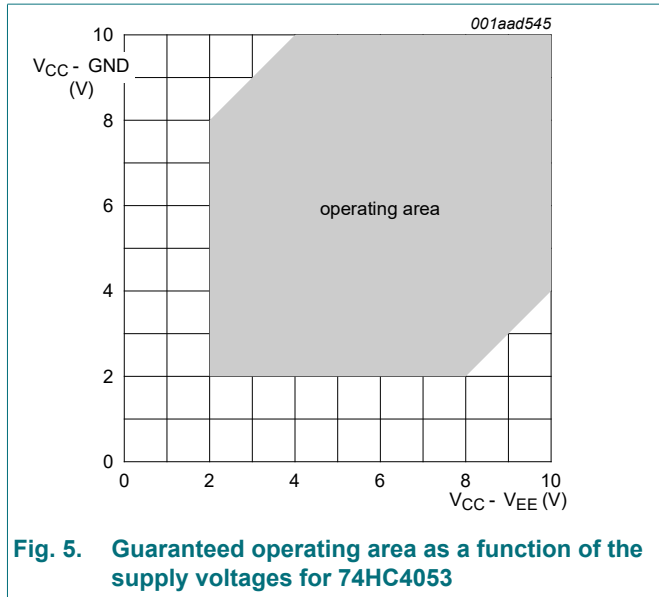 001aad545
10
VCC - GND
(V)
8
6
operating area
4
2
0
0 2 4 6 8 10
VCC - VEE (V)
Fig. 5. Guaranteed operating area as a function of the
supply voltages for 74HC4053